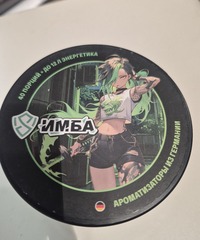 40 ПОРЦИЙ • ДО 12 Л ЭНЕРГЕТИКА
ИМБА
АРОМАТИЗАТОРЫ ИЗ ГЕРМАНИИ